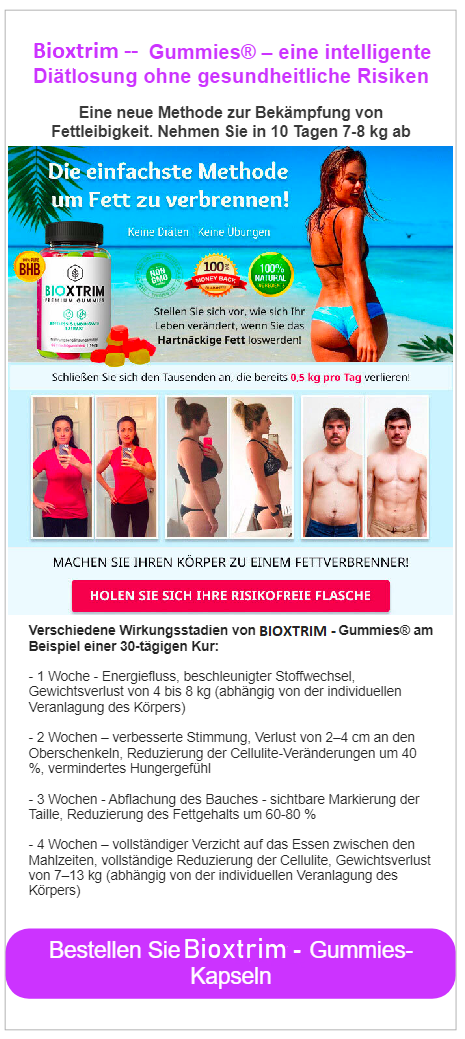 Bioxtrim -- Gummies® – eine intelligente
Diätlosung ohne gesundheitliche Risiken
Eine neue Methode zur Bekämpfung von
Fettleibigkeit. Nehmen Sie in 10 Tagen 7-8 kg ab
Die einfachste Methode
um Fett zu verbrennen!
Keine Diäten. Keine Übungen
BHB
BIOXTRIM
PREMIUM GUMMIES
NON
GMO
100%
MONEY BACK
100%
NATURAL
Stellen Sie sich vor, wie sich Ihr
Leben verändert, wenn Sie das
Hartnäckige Fett loswerden!
Schließen Sie sich den Tausenden an, die bereits 0,5 kg pro Tag verlieren!
MACHEN SIE IHREN KÖRPER ZU EINEM FETTVERBRENNER!
HOLEN SIE SICH IHRE RISIKOFREIE FLASCHE
Verschiedene Wirkungsstadien von BIOXTRIM - Gummies® am
Beispiel einer 30-tägigen Kur:
- 1 Woche - Energiefluss, beschleunigter Stoffwechsel,
Gewichtsverlust von 4 bis 8 kg (abhängig von der individuellen
Veranlagung des Körpers)
- 2 Wochen – verbesserte Stimmung, Verlust von 2–4 cm an den
Oberschenkeln, Reduzierung der Cellulite-Veränderungen um 40
%, vermindertes Hungergefühl
- 3 Wochen - Abflachung des Bauches - sichtbare Markierung der
Taille, Reduzierung des Fettgehalts um 60-80 %
- 4 Wochen – vollständiger Verzicht auf das Essen zwischen den
Mahlzeiten, vollständige Reduzierung der Cellulite, Gewichtsverlust
von 7–13 kg (abhängig von der individuellen Veranlagung des
Körpers)
Bestellen Sie Bioxtrim - Gummies-
Kapseln